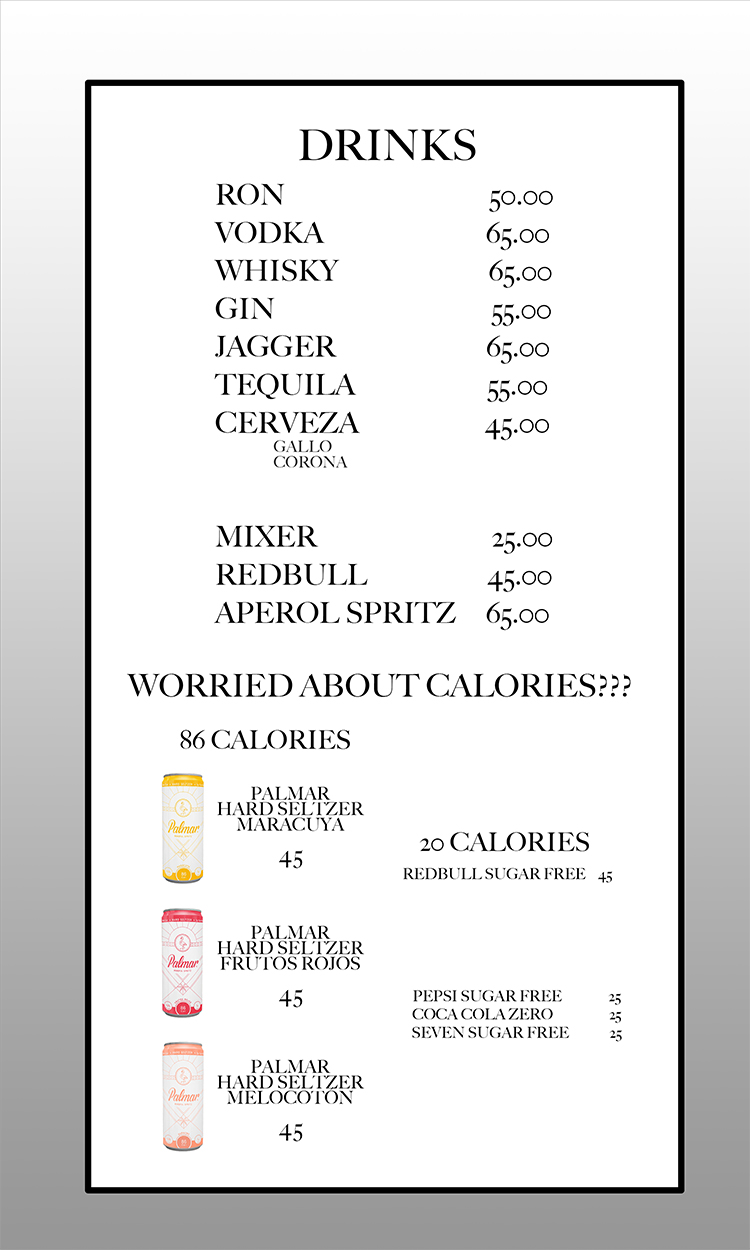 DRINKS
RON 50.00
VODKA 65.00
WHISKY 65.00
GIN 55.00
JAGGER 65.00
TEQUILA 55.00
CERVEZA 45.00
GALLO
CORONA
MIXER 25.00
REDBULL 45.00
APEROL SPRITZ 65.00
WORRIED ABOUT CALORIES???
86 CALORIES
Palmar
PALMAR
HARD SELTZER
MARACUYA
45
Palmar
PALMAR
HARD SELTZER
FRUTOS ROJOS
45
Palmar
PALMAR
HARD SELTZER
MELOCOTON
45
20 CALORIES
REDBULL SUGAR FREE 45
PEPSI SUGAR FREE 25
COCA COLA ZERO 25
SEVEN SUGAR FREE 25